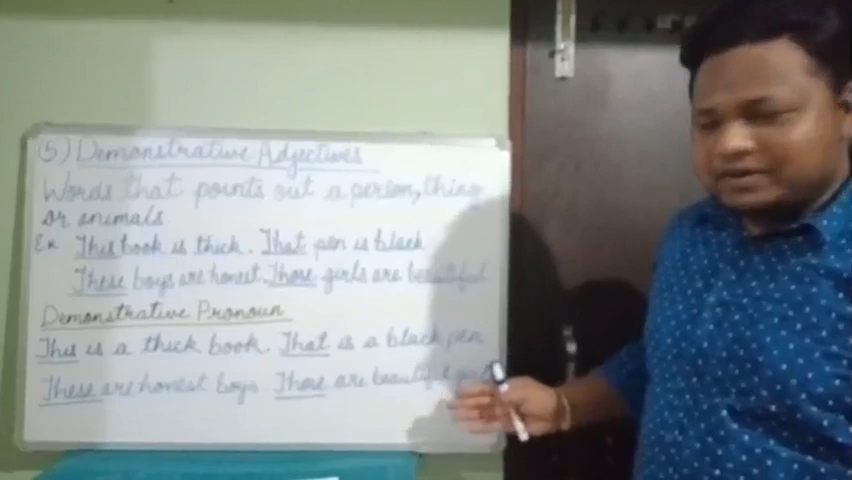 5) Demonstrative Adjectives
Words that points out a person, thing
or animals
Ex This book is thick. That pen is black
These boys are honest. Those girls are beautiful
Demonstrative Pronoun
This is a thick book. That is a black pen
These are honest boys Those are beautiful